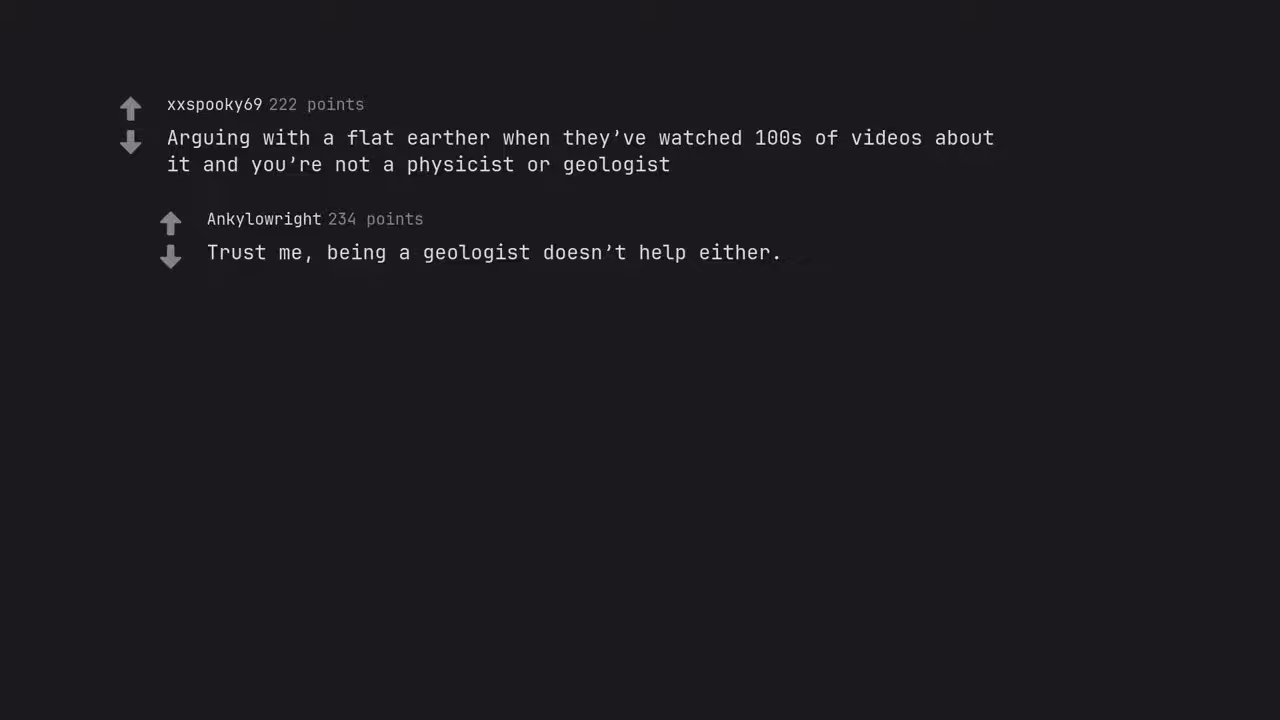 xxspooky69 222 points
Arguing with a flat earther when they’ve watched 100s of videos about
it and you’re not a physicist or geologist
Ankylowright 234 points
Trust me, being a geologist doesn’t help either.